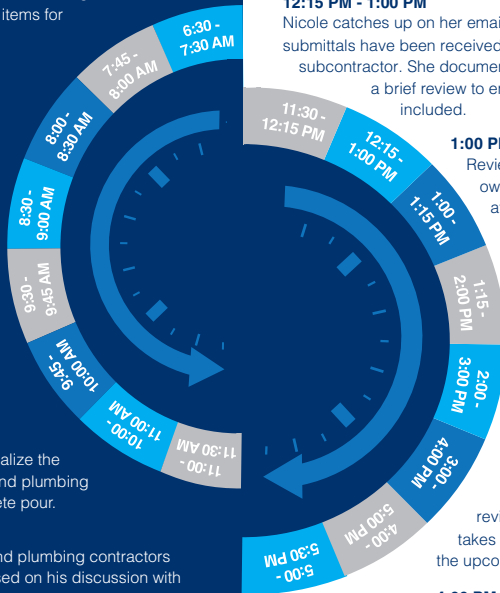 items for
6:30 -
7:30 AM
7:45 -
8:00 AM
8:00-
8:30 AM
8:30 -
9:00 AM
9:30 -
9:45 AM
9:45-
10:00 AM
10:00-
11:00 AM
11:00 -
11:30 AM
alize the
nd plumbing
ete pour.
nd plumbing contractors
sed on his discussion with
12:15 PM - 1:00 PM
Nicole catches up on her emai
submittals have been received
subcontractor. She documen
a brief review to en
included.
1:00 P
Revie
ow
a
11:30 -
12:15 PM
12:15 -
1:00 PM
1:00 -
1:15 PM
1:15 -
2:00 PM
2:00 -
3:00 PM
3:00 -
4:00 PM
4:00 -
5:00 PM
5:00 -
5:30 PM
revi
takes
the upco